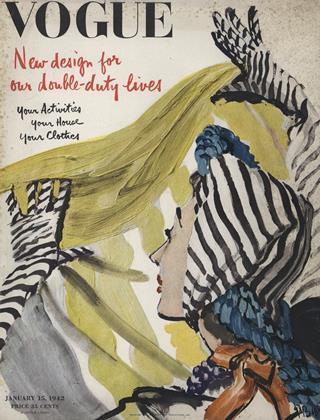 VOGUE
New design for
our double-duty lives
Your Activities
Your House
Your Clothes
JANUARY 15, 1942
PRICE 35 CENTS